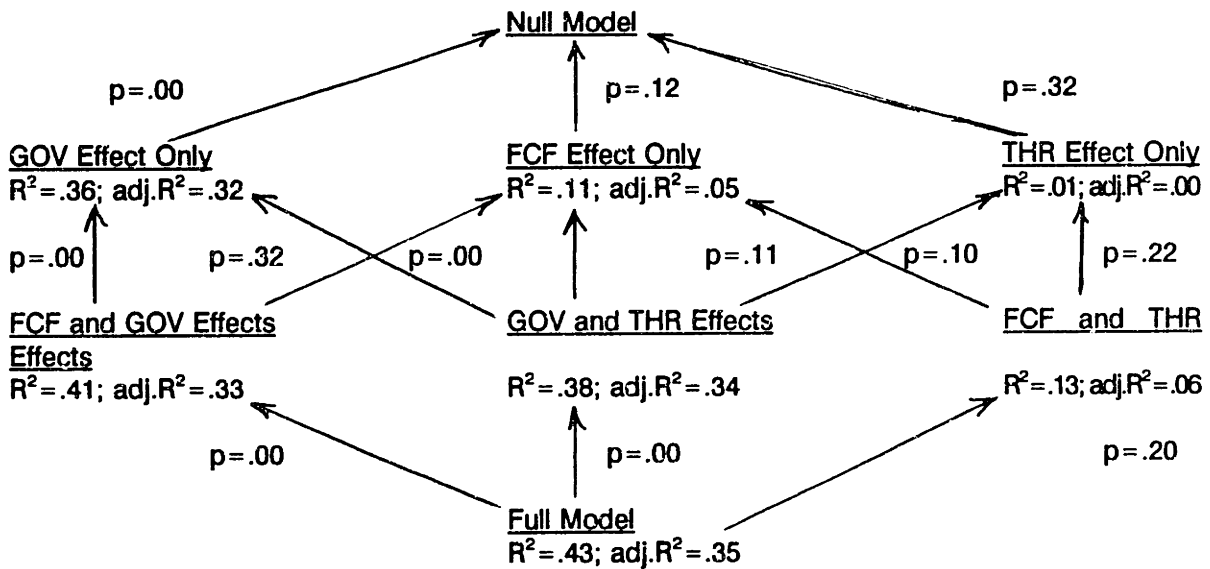 Null Model
p=.00
p=.12
p=.32
GOV Effect Only
FCF Effect Only
THR Effect Only
R²=.36; adj.R²=.32
R²=.11; adj.R²=.05
R²=.01; adj.R²=.00
p=.00
p=.32
p=.00
p=.11
p=.10
p=.22
FCF and GOV Effects
GOV and THR Effects
FCF and THR
Effects
R²=.41; adj.R²=.33
R²=.38; adj.R²=.34
R²=.13; adj.R²=.06
p=.00
p=.00
p=.20
Full Model
R²=.43; adj.R²=.35